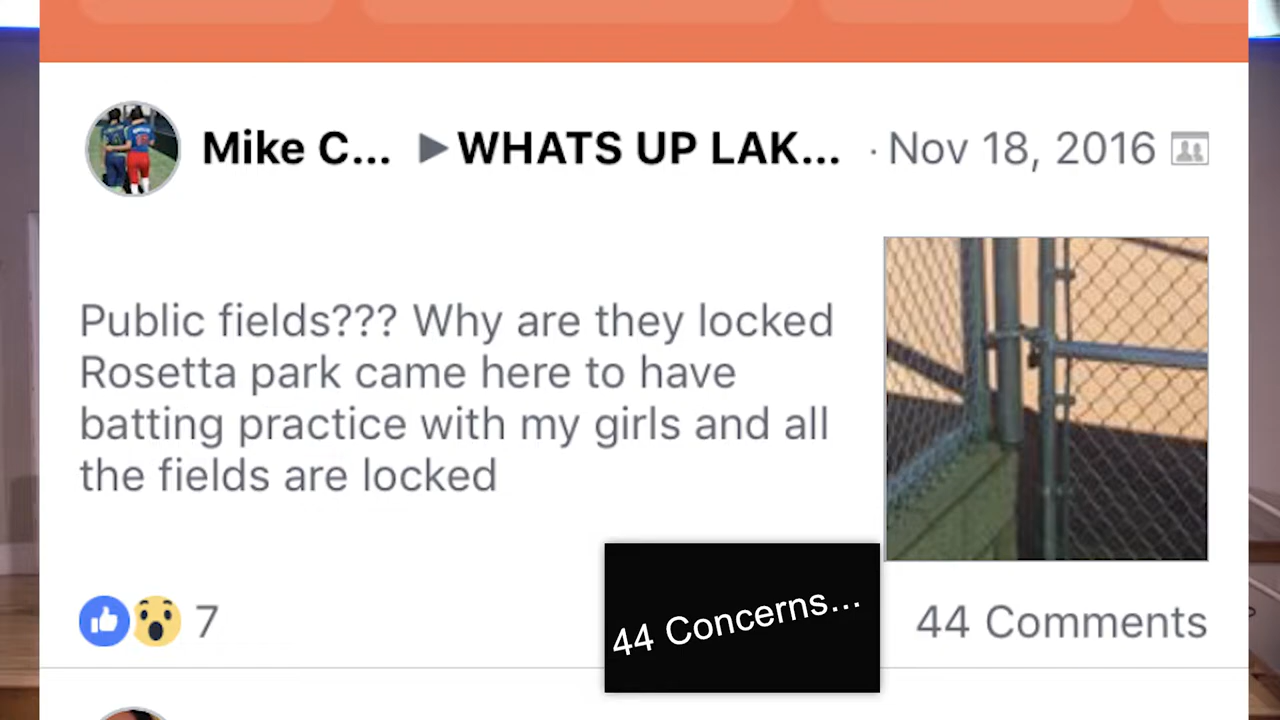 Mike C... ▶WHATS UP LAK... · Nov 18, 2016
Public fields??? Why are they locked
Rosetta park came here to have
batting practice with my girls and all
the fields are locked
7
44 Concerns...
44 Comments